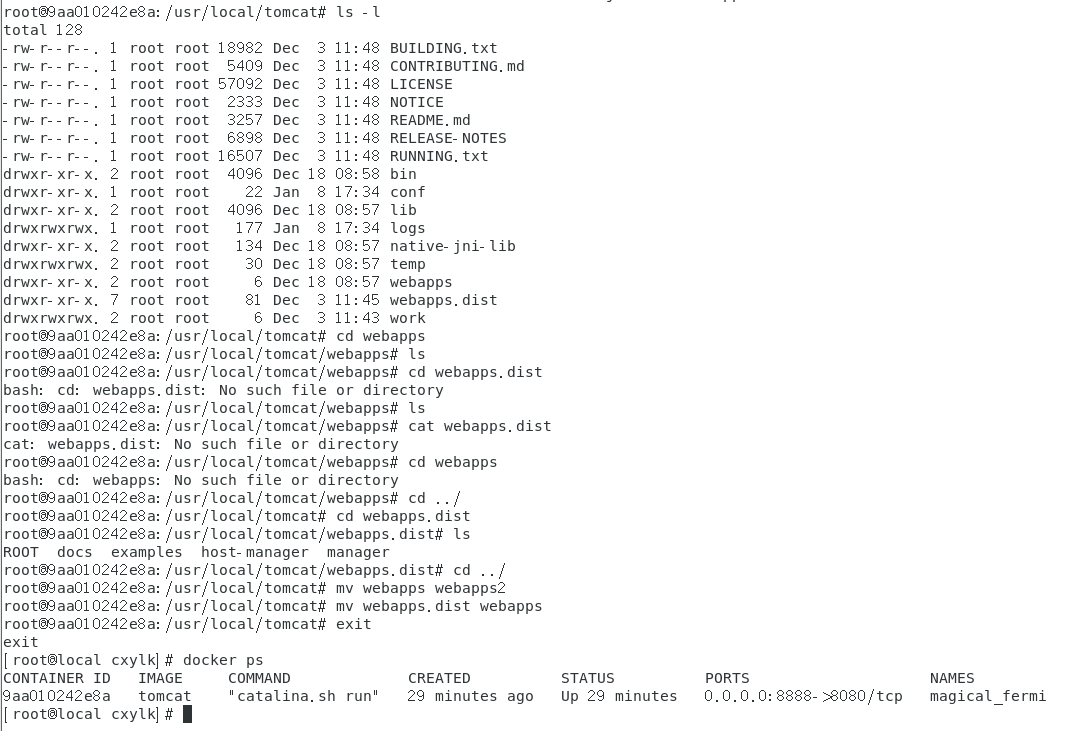 root@9aa010242e8a:/usr/local/tomcat# ls -l
total 128
-rw-r--r--. 1 root root 18982 Dec  3 11:48 BUILDING.txt
-rw-r--r--. 1 root root  5409 Dec  3 11:48 CONTRIBUTING.md
-rw-r--r--. 1 root root 57092 Dec  3 11:48 LICENSE
-rw-r--r--. 1 root root  2333 Dec  3 11:48 NOTICE
-rw-r--r--. 1 root root  3257 Dec  3 11:48 README.md
-rw-r--r--. 1 root root  6898 Dec  3 11:48 RELEASE-NOTES
-rw-r--r--. 1 root root 16507 Dec  3 11:48 RUNNING.txt
drwxr-xr-x. 2 root root  4096 Dec 18 08:58 bin
drwxr-xr-x. 1 root root    22 Jan  8 17:34 conf
drwxr-xr-x. 2 root root  4096 Dec 18 08:57 lib
drwxrwxrwx. 1 root root   177 Jan  8 17:34 logs
drwxr-xr-x. 2 root root   134 Dec 18 08:57 native-jni-lib
drwxrwxrwx. 2 root root    30 Dec 18 08:57 temp
drwxr-xr-x. 2 root root     6 Dec 18 08:57 webapps
drwxr-xr-x. 7 root root    81 Dec  3 11:45 webapps.dist
drwxrwxrwx. 2 root root     6 Dec  3 11:43 work
root@9aa010242e8a:/usr/local/tomcat# cd webapps
root@9aa010242e8a:/usr/local/tomcat/webapps# ls
root@9aa010242e8a:/usr/local/tomcat/webapps# cd webapps.dist
bash: cd: webapps.dist: No such file or directory
root@9aa010242e8a:/usr/local/tomcat/webapps# ls
root@9aa010242e8a:/usr/local/tomcat/webapps# cat webapps.dist
cat: webapps.dist: No such file or directory
root@9aa010242e8a:/usr/local/tomcat/webapps# cd webapps
bash: cd: webapps: No such file or directory
root@9aa010242e8a:/usr/local/tomcat/webapps# cd ../
root@9aa010242e8a:/usr/local/tomcat# cd webapps.dist
root@9aa010242e8a:/usr/local/tomcat/webapps.dist# ls
ROOT  docs  examples  host-manager  manager
root@9aa010242e8a:/usr/local/tomcat/webapps.dist# cd ../
root@9aa010242e8a:/usr/local/tomcat# mv webapps webapps2
root@9aa010242e8a:/usr/local/tomcat# mv webapps.dist webapps
root@9aa010242e8a:/usr/local/tomcat# exit
exit
[root@local cxylk]# docker ps
CONTAINER ID   IMAGE     COMMAND             CREATED          STATUS          PORTS                    NAMES
9aa010242e8a   tomcat    "catalina.sh run"   29 minutes ago   Up 29 minutes   0.0.0.0:8888->8080/tcp   magical_fermi
[root@local cxylk]#